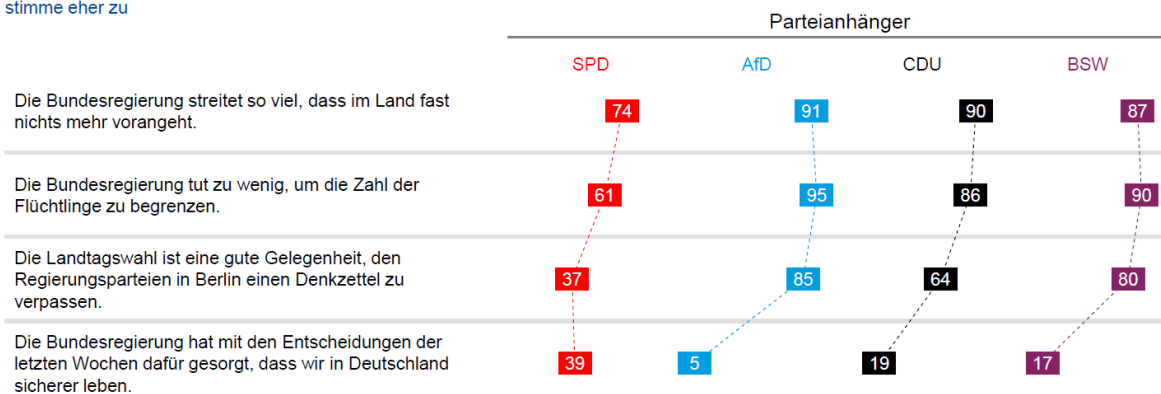 stimme eher zu
Parteianhänger
SPD AfD CDU BSW
Die Bundesregierung streitet so viel, dass im Land fast
nichts mehr vorangeht.
74 91 90 87
Die Bundesregierung tut zu wenig, um die Zahl der
Flüchtlinge zu begrenzen.
61 95 86 90
Die Landtagswahl ist eine gute Gelegenheit, den
Regierungsparteien in Berlin einen Denkzettel zu
verpassen.
37 85 64 80
Die Bundesregierung hat mit den Entscheidungen der
letzten Wochen dafür gesorgt, dass wir in Deutschland
sicherer leben.
39 5 19 17